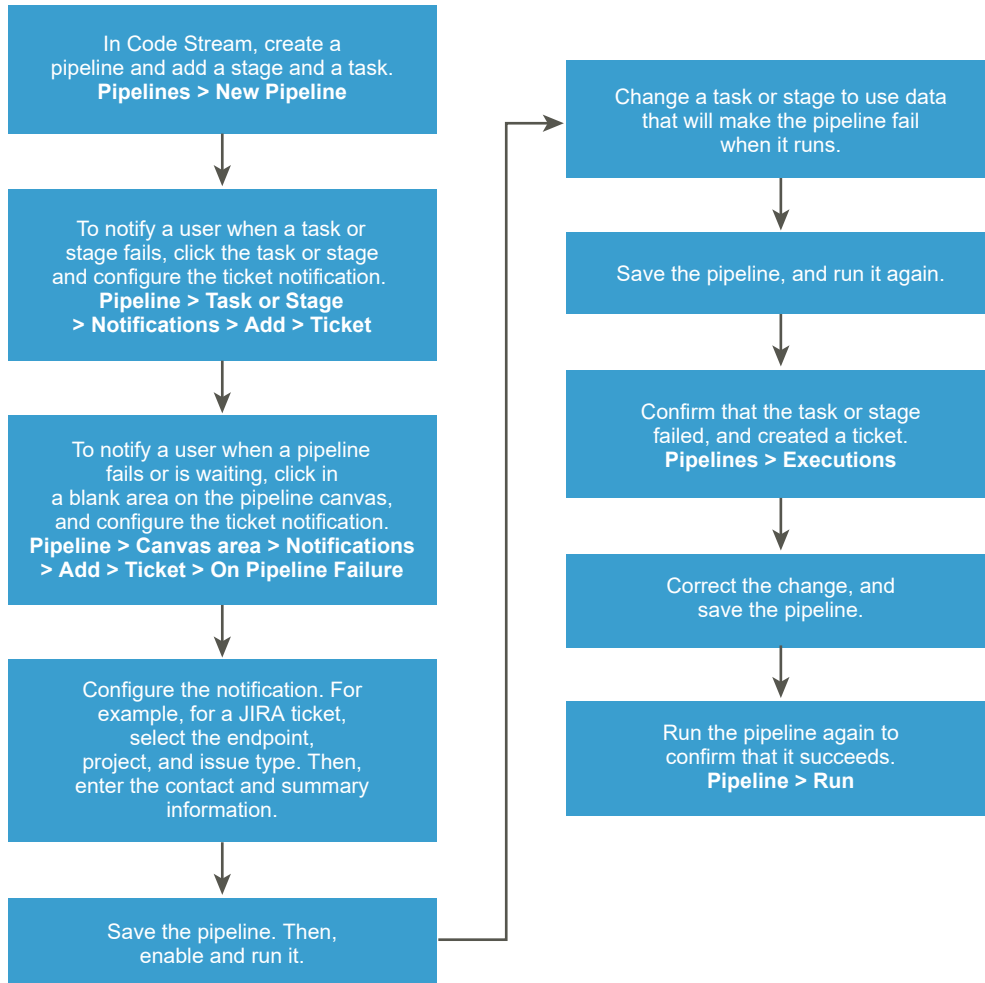 In Code Stream, create a
pipeline and add a stage and a task.
Pipelines > New Pipeline
To notify a user when a task or
stage fails, click the task or stage
and configure the ticket notification.
Pipeline > Task or Stage
> Notifications > Add > Ticket
To notify a user when a pipeline
fails or is waiting, click in
a blank area on the pipeline canvas,
and configure the ticket notification.
Pipeline > Canvas area > Notifications
> Add > Ticket > On Pipeline Failure
Configure the notification. For
example, for a JIRA ticket,
select the endpoint,
project, and issue type. Then,
enter the contact and summary
information.
Save the pipeline. Then,
enable and run it.
Change a task or stage to use data
that will make the pipeline fail
when it runs.
Save the pipeline, and run it again.
Confirm that the task or stage
failed, and created a ticket.
Pipelines > Executions
Correct the change, and
save the pipeline.
Run the pipeline again to
confirm that it succeeds.
Pipeline > Run